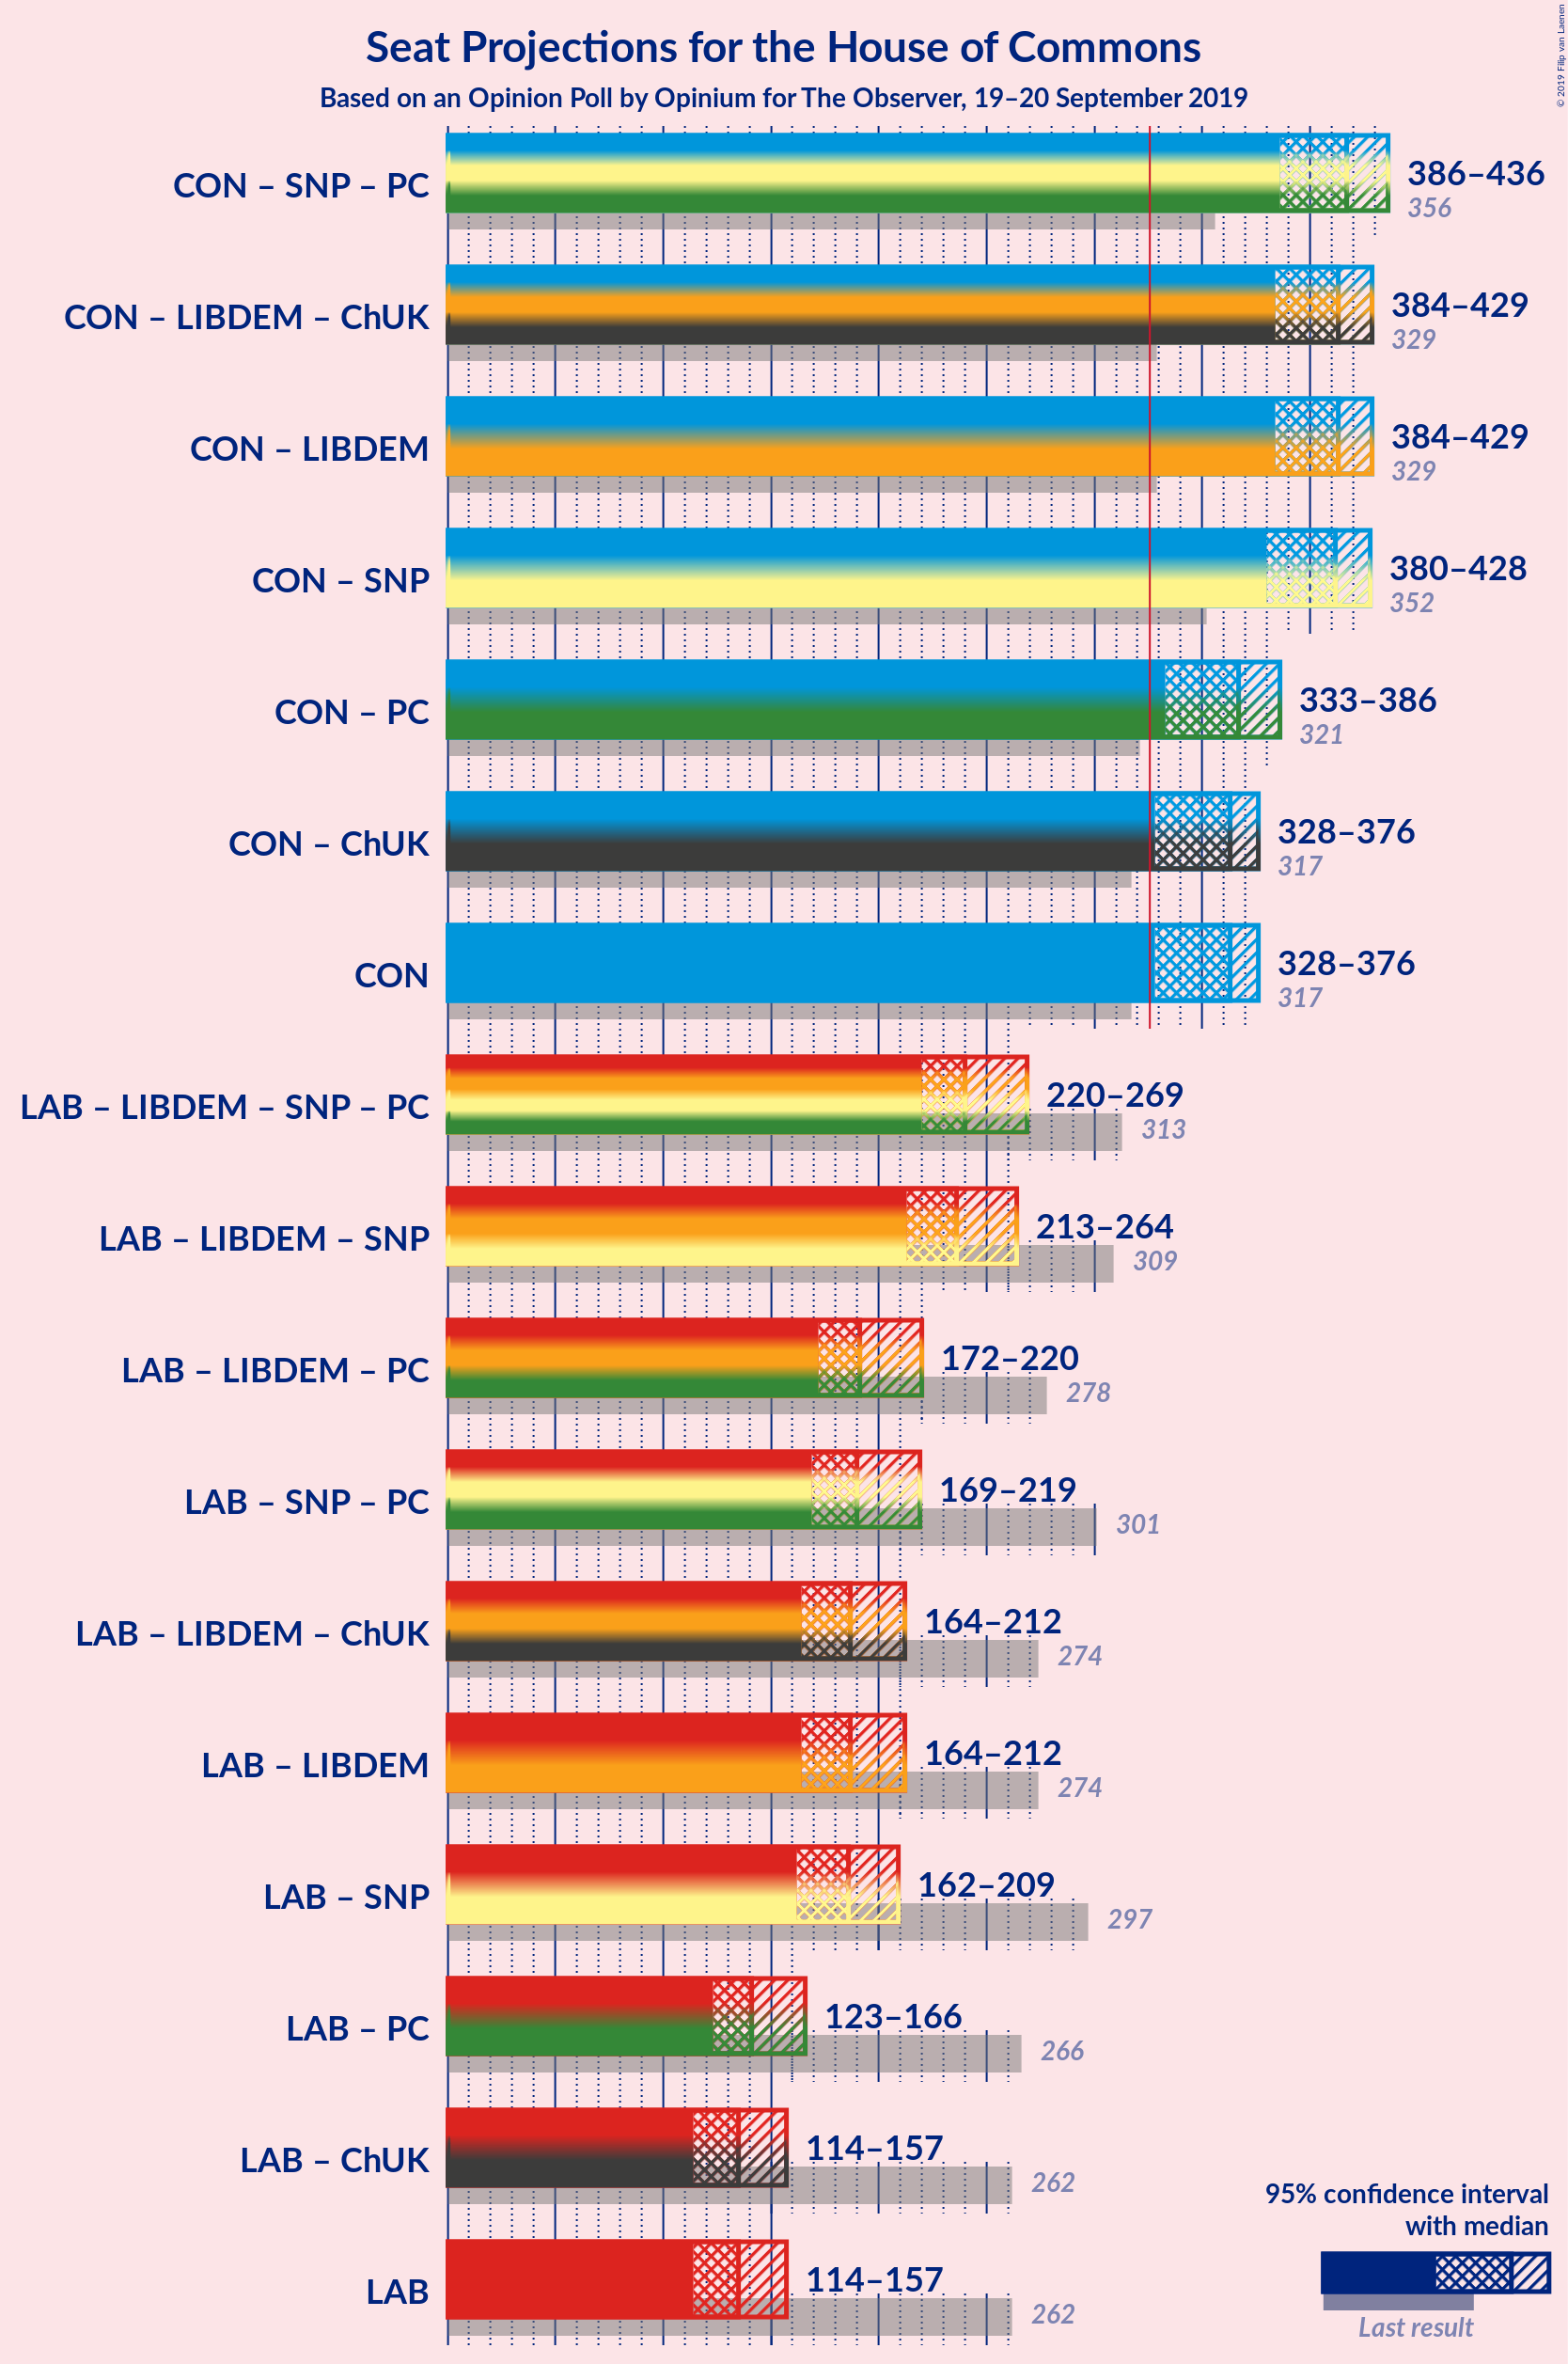 © 2019 Filip van Laenen
Seat Projections for the House of Commons
Based on an Opinion Poll by Opinium for The Observer, 19–20 September 2019
CON – SNP – PC
386–436
356
CON – LIBDEM – ChUK
384–429
329
CON – LIBDEM
384–429
329
CON – SNP
380–428
352
CON – PC
333–386
321
CON – ChUK
328–376
317
CON
328–376
317
LAB – LIBDEM – SNP – PC
220–269
313
LAB – LIBDEM – SNP
213–264
309
LAB – LIBDEM – PC
172–220
278
LAB – SNP – PC
169–219
301
LAB – LIBDEM – ChUK
164–212
274
LAB – LIBDEM
164–212
274
LAB – SNP
162–209
297
LAB – PC
123–166
266
LAB – ChUK
114–157
262
LAB
114–157
262
95% confidence interval
with median
Last result